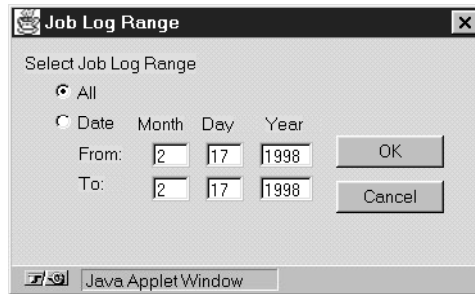 Job Log Range
Select Job Log Range
All
Date Month Day Year
From: 2 17 1998 OK
To: 2 17 1998 Cancel
Java Applet Window